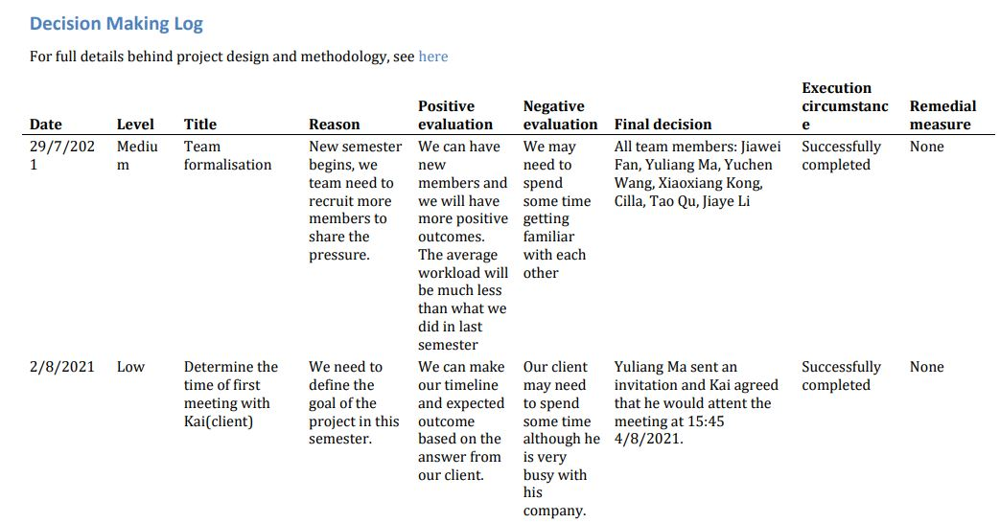 Decision Making Log
For full details behind project design and methodology, see here
Date
Level
Title
Reason
Positive
evaluation
Negative
evaluation
Final decision
Execution
circumstanc
e
Remedial
measure
29/7/202
1
Mediu
m
Team
formalisation
New semester
begins, we
team need to
recruit more
members to
share the
pressure.
We can have
new
members and
we will have
more positive
outcomes.
The average
workload will
be much less
than what we
did in last
semester
We may
need to
spend
some time
getting
familiar
with each
other
All team members: Jiawei
Fan, Yuliang Ma, Yuchen
Wang, Xiaoxiang Kong,
Cilla, Tao Qu, Jiaye Li
Successfully
completed
None
2/8/2021
Low
Determine the
time of first
meeting with
Kai(client)
We need to
define the
goal of the
project in this
semester.
We can make
our timeline
and expected
outcome
based on the
answer from
our client.
Our client
may need
to spend
some time
although he
is very
busy with
his
company.
Yuliang Ma sent an
invitation and Kai agreed
that he would attent the
meeting at 15:45
4/8/2021.
Successfully
completed
None